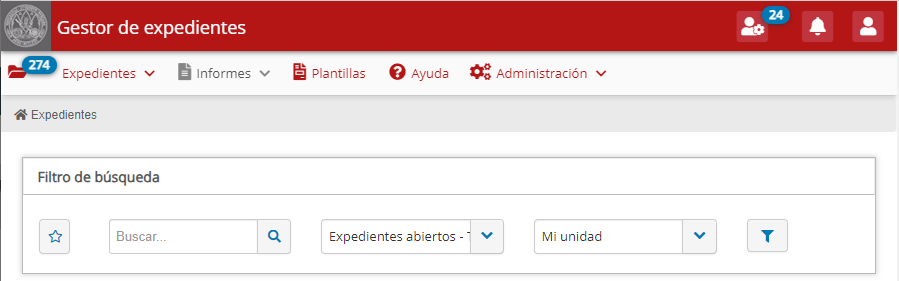 Gestor de expedientes
24
274
Expedientes
Informes
Plantillas
Ayuda
Administración
Expedientes
Filtro de búsqueda
Buscar...
Expedientes abiertos - T
Mi unidad